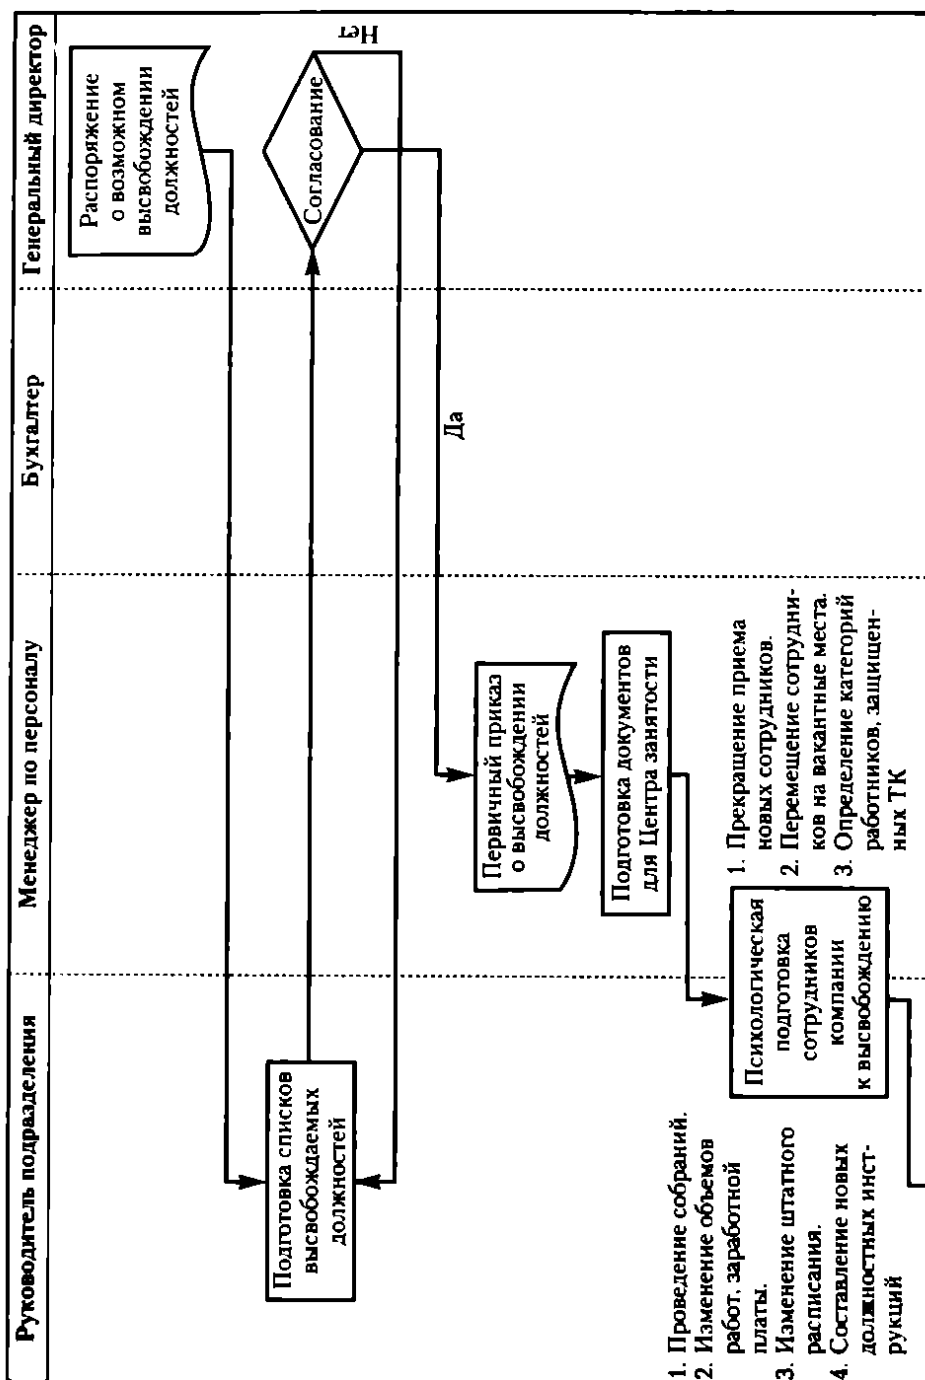 Руководитель подразделения
Менеджер по персоналу
Бухгалтер
Генеральный директор
Распоряжение
о возможном
высвобождении
должностей
Подготовка списков
высвобождаемых
должностей
Согласование
Нет
Да
Первичный приказ
о высвобождении
должностей
Подготовка документов
для Центра занятости
Психологическая
подготовка
сотрудников
компании
к высвобождению
1. Проведение собраний.
2. Изменение объемов
работ, заработной
платы.
3. Изменение штатного
расписания.
4. Составление новых
должностных инст-
рукций
1. Прекращение приема
новых сотрудников.
2. Перемещение сотрудни-
ков на вакантные места.
3. Определение категорий
работников, защищен-
ных ТК